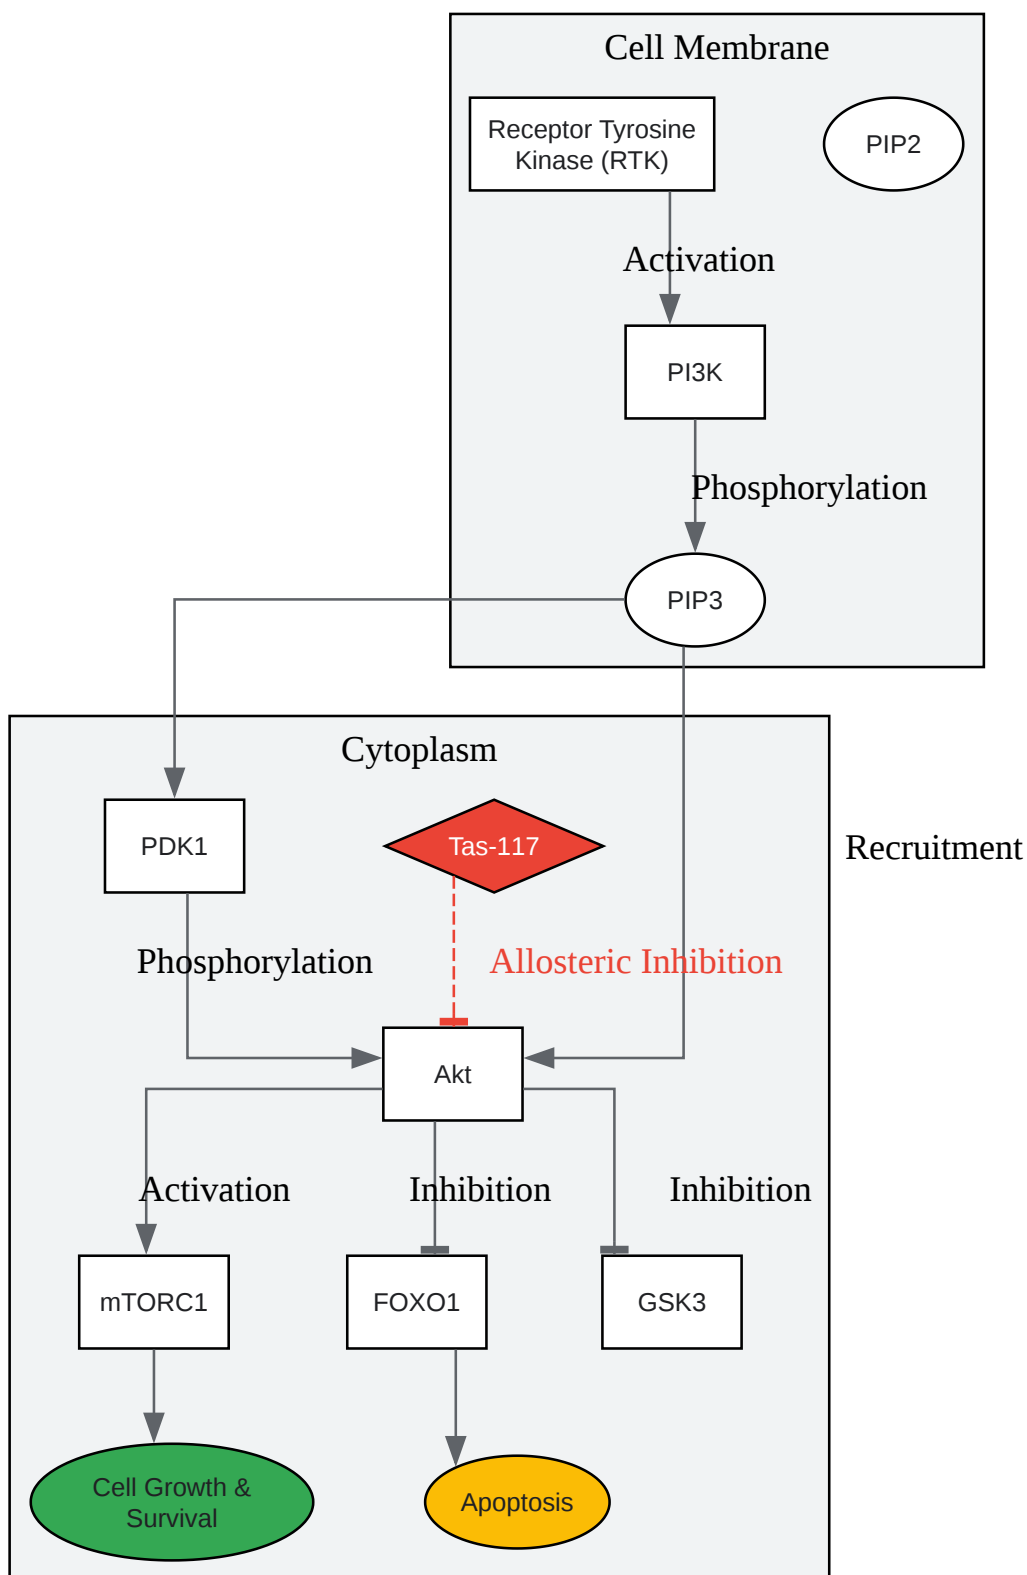 Cell Membrane
Receptor Tyrosine
Kinase (RTK)
PIP2
Activation
PI3K
Phosphorylation
PIP3
Cytoplasm
PDK1
Tas-117
Recruitment
Phosphorylation
Allosteric Inhibition
Akt
Activation
Inhibition
Inhibition
mTORC1
FOXO1
GSK3
Cell Growth &
Survival
Apoptosis